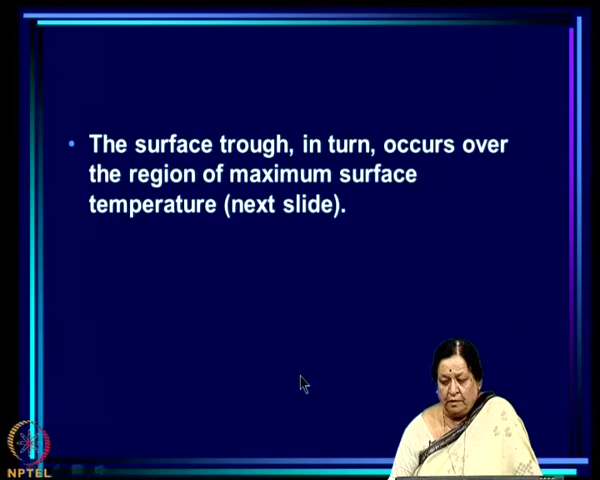 The surface trough, in turn, occurs over
the region of maximum surface
temperature (next slide).
NPTEL